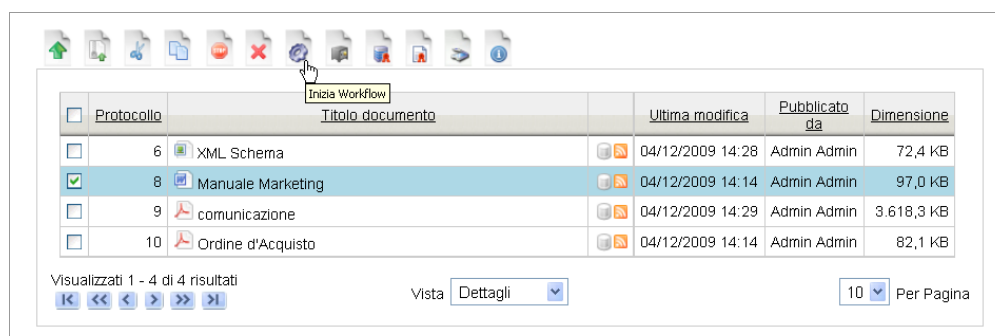 Inizia Workflow
Protocollo Titolo documento Ultima modifica Pubblicato da Dimensione
6 XML Schema 04/12/2009 14:28 Admin Admin 72,4 KB
8 Manuale Marketing 04/12/2009 14:14 Admin Admin 97,0 KB
9 comunicazione 04/12/2009 14:29 Admin Admin 3.618,3 KB
10 Ordine d'Acquisto 04/12/2009 14:14 Admin Admin 82,1 KB
Visualizzati 1 - 4 di 4 risultati
Vista Dettagli 10 Per Pagina